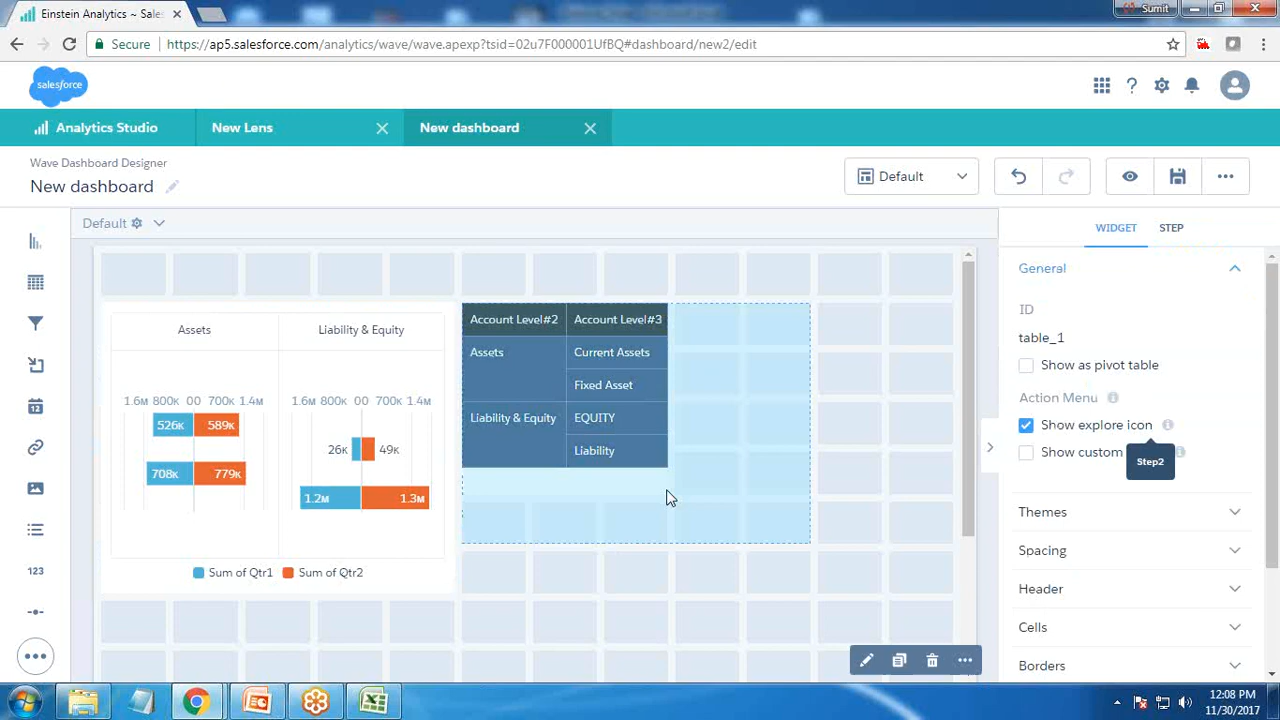 Einstein Analytics ~ Sales
Sumit
Secure
https://ap5.salesforce.com/analytics/wave/wave.apexp?tid=02u7F000001UfBQ#dashboard/new2/edit
salesforce
Analytics Studio
New Lens
New dashboard
Wave Dashboard Designer
New dashboard
Default
Default
WIDGET
STEP
General
ID
table_1
Show as pivot table
Action Menu
Show explore icon
Show custom
Step2
Themes
Spacing
Header
Cells
Borders
Assets
Liability & Equity
1.6M 800K 00 700K 1.4M
1.6M 800K 00 700K 1.4M
526K 589K
26K 49K
708K 779K
1.2M 1.3M
Sum of Qtr1
Sum of Qtr2
Account Level#2
Account Level#3
Assets
Current Assets
Fixed Asset
Liability & Equity
EQUITY
Liability
12
123
12:08 PM
11/30/2017